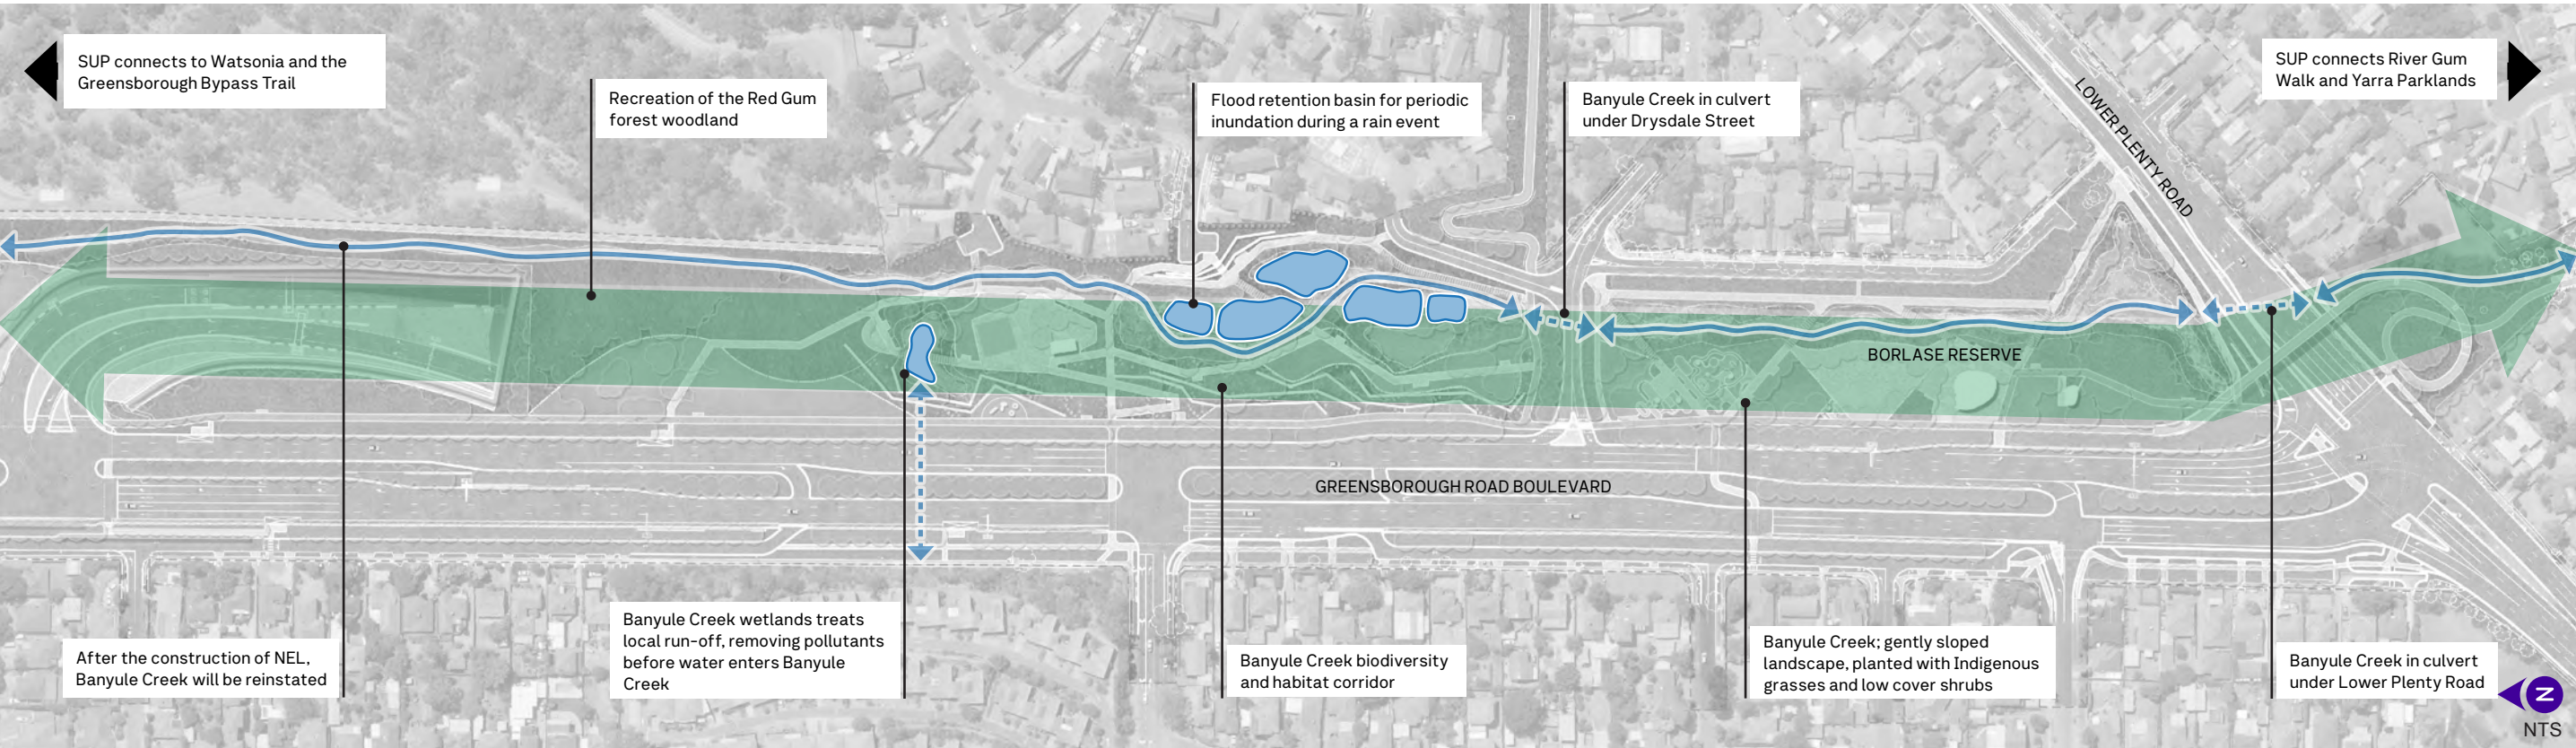 SUP connects to Watsonia and the
Greensborough Bypass Trail
Recreation of the Red Gum
forest woodland
Flood retention basin for periodic
inundation during a rain event
Banyule Creek in culvert
under Drysdale Street
LOWER PLENTY ROAD
SUP connects River Gum
Walk and Yarra Parklands
BORLASE RESERVE
GREENSBOROUGH ROAD BOULEVARD
After the construction of NEL,
Banyule Creek will be reinstated
Banyule Creek wetlands treats
local run-off, removing pollutants
before water enters Banyule
Creek
Banyule Creek biodiversity
and habitat corridor
Banyule Creek; gently sloped
landscape, planted with Indigenous
grasses and low cover shrubs
Banyule Creek in culvert
under Lower Plenty Road
N
NTS